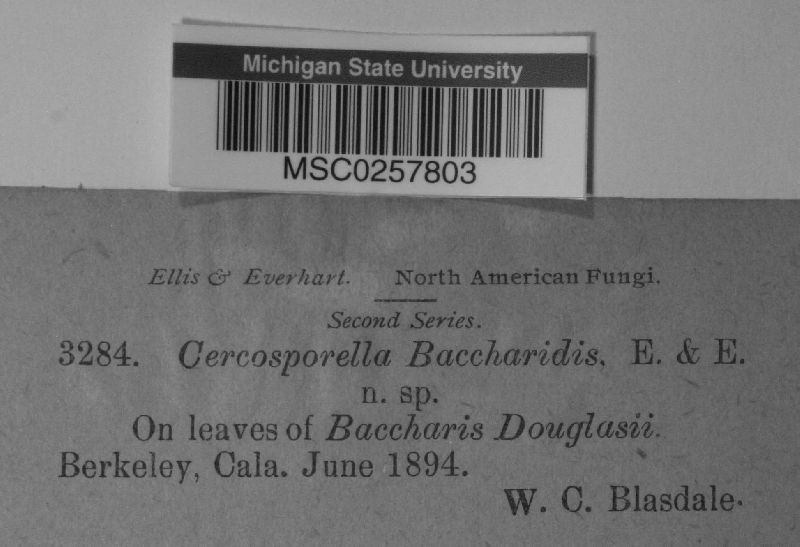 Michigan State University
MSC0257803
Ellis & Everhart. North American Fungi.
Second Series.
3284. Cercosporella Baccharidis, E. & E.
n. sp.
On leaves of Baccharis Douglasii.
Berkeley, Cala. June 1894.
W. C. Blasdale.